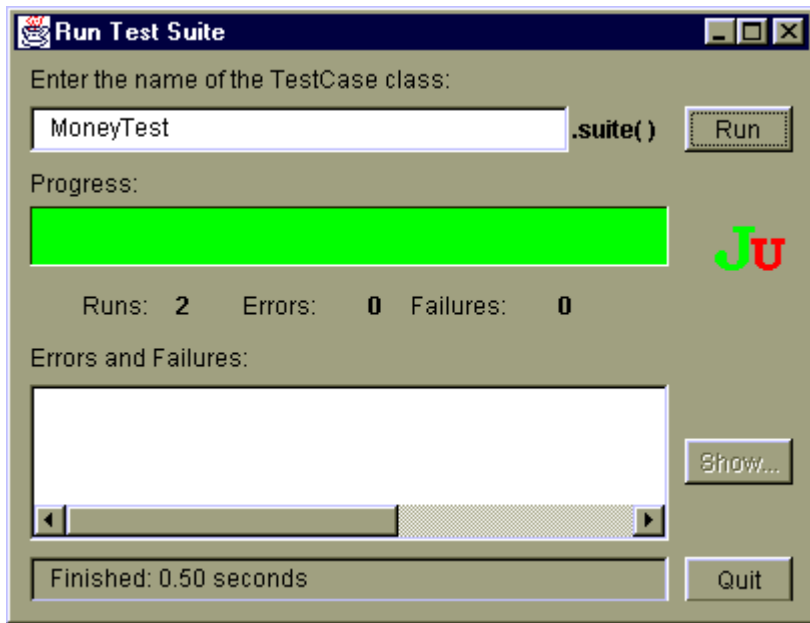 Run Test Suite
Enter the name of the TestCase class:
MoneyTest .suite( ) Run
Progress:
JU
Runs: 2 Errors: 0 Failures: 0
Errors and Failures:
Show...
Finished: 0.50 seconds Quit